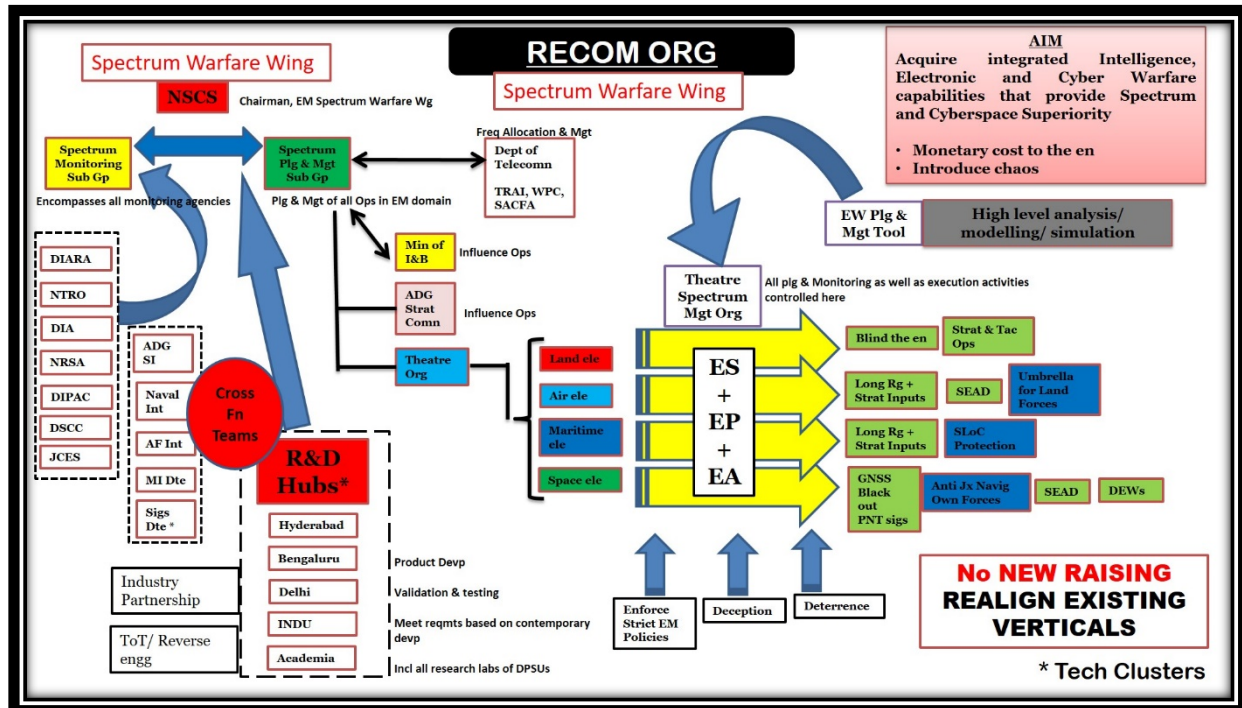 RECOM ORG
Spectrum Warfare Wing
Spectrum Warfare Wing
NSCS
Chairman, EM Spectrum Warfare Wg
AIM
Acquire integrated Intelligence,
Electronic and Cyber Warfare
capabilities that provide Spectrum
and Cyberspace Superiority
• Monetary cost to the en
• Introduce chaos
Spectrum
Monitoring
Sub Gp
Encompasses all monitoring agencies
Spectrum
Plg & Mgt
Sub Gp
Plg & Mgt of all Ops in EM domain
Freq Allocation & Mgt
Dept of
Telecomn
TRAI, WPC,
SACFA
Min of
I&B
Influence Ops
ADG
Strat
Comn
Influence Ops
Theatre
Org
EW Plg &
Mgt Tool
High level analysis/
modelling/ simulation
Theatre
Spectrum
Mgt Org
All plg & Monitoring as well as execution activities
controlled here
DIARA
NTRO
DIA
NRSA
DIPAC
DSCC
JCES
ADG
SI
Naval
Int
AF Int
MI Dte
Sigs
Dte *
Cross
Fn
Teams
R&D
Hubs*
Hyderabad
Bengaluru
Product Devp
Delhi
Validation & testing
INDU
Meet reqmts based on contemporary
devp
Academia
Incl all research labs of DPSUs
Industry
Partnership
ToT/ Reverse
engg
Land ele
Air ele
Maritime
ele
Space ele
ES
+
EP
+
EA
Blind the en
Strat & Tac
Ops
Long Rg +
Strat Inputs
SEAD
Umbrella
for Land
Forces
Long Rg +
Strat Inputs
SLoC
Protection
GNSS
Black
out
PNT sigs
Anti Jx Navig
Own Forces
SEAD
DEWs
Enforce
Strict EM
Policies
Deception
Deterrence
No NEW RAISING
REALIGN EXISTING
VERTICALS
* Tech Clusters